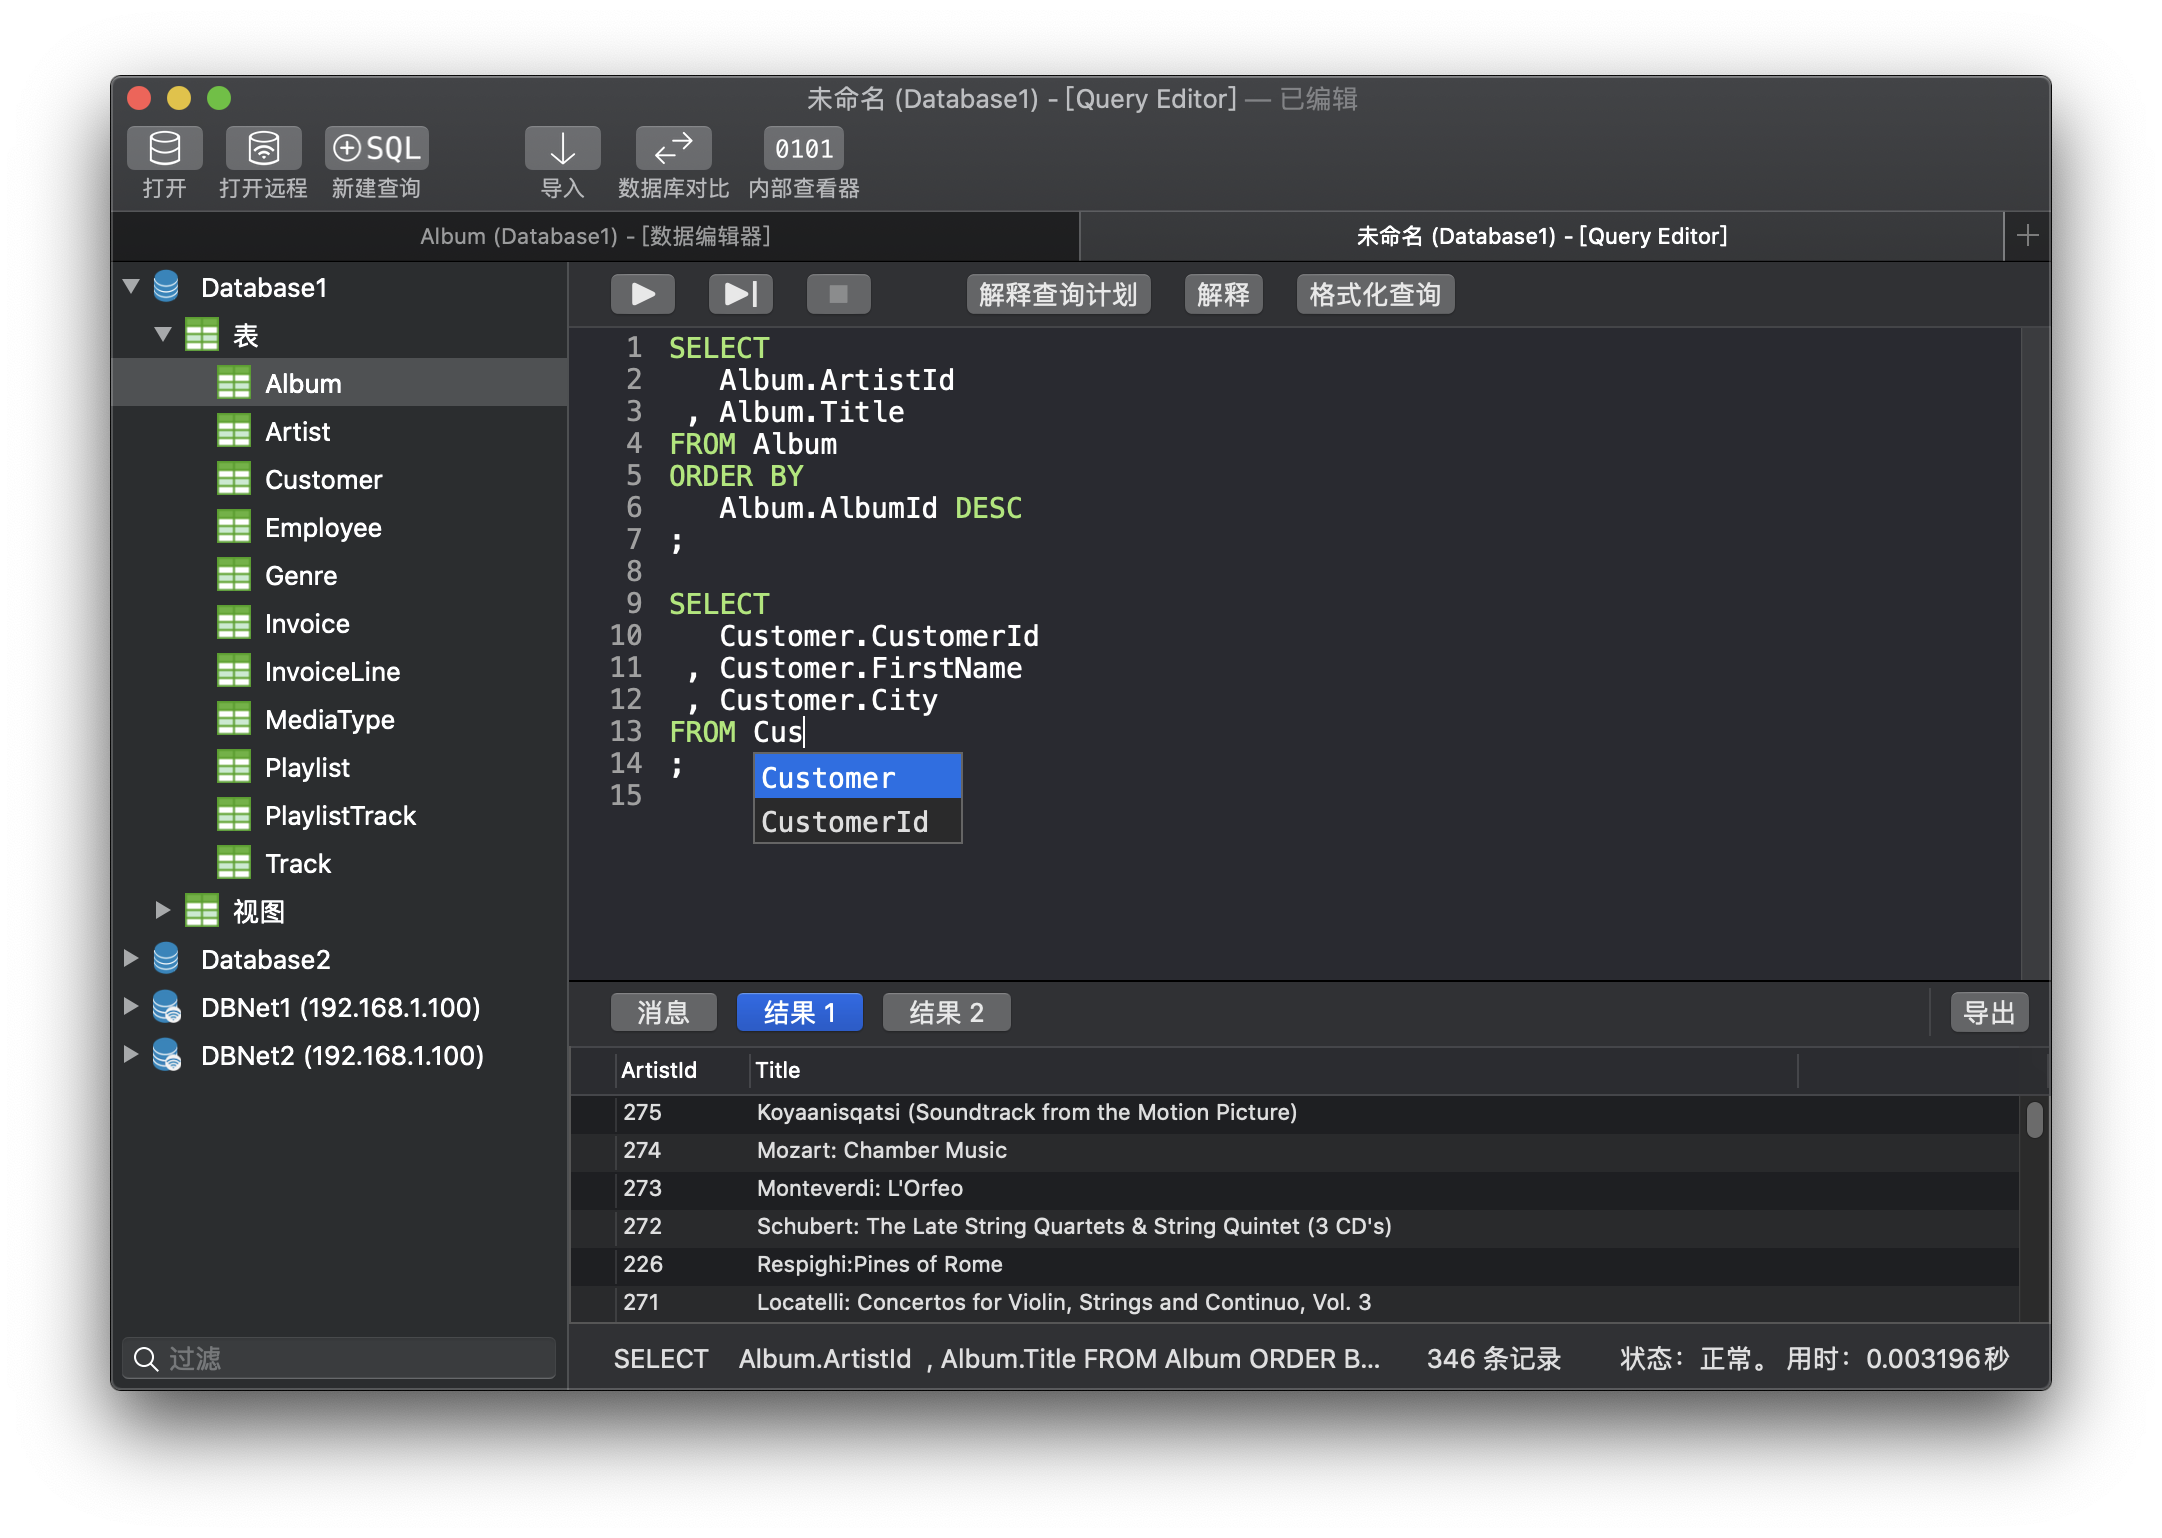 未命名 (Database1) - [Query Editor] — 已编辑
SQL
0101
打开
打开远程
新建查询
导入
数据库对比
内部查看器
Album (Database1) - [数据编辑器]
未命名 (Database1) - [Query Editor]
Database1
表
Album
Artist
Customer
Employee
Genre
Invoice
InvoiceLine
MediaType
Playlist
PlaylistTrack
Track
视图
Database2
DBNet1 (192.168.1.100)
DBNet2 (192.168.1.100)
过滤
解释查询计划
解释
格式化查询
1 SELECT
2 Album.ArtistId
3 , Album.Title
4 FROM Album
5 ORDER BY
6 Album.AlbumId DESC
7 ;
8
9 SELECT
10 Customer.CustomerId
11 , Customer.FirstName
12 , Customer.City
13 FROM Cus
14 ;
15
Customer
CustomerId
消息
结果 1
结果 2
导出
ArtistId Title
275 Koyaanisqatsi (Soundtrack from the Motion Picture)
274 Mozart: Chamber Music
273 Monteverdi: L'Orfeo
272 Schubert: The Late String Quartets & String Quintet (3 CD's)
226 Respighi:Pines of Rome
271 Locatelli: Concertos for Violin, Strings and Continuo, Vol. 3
SELECT Album.ArtistId , Album.Title FROM Album ORDER B... 346 条记录 状态：正常。 用时：0.003196秒